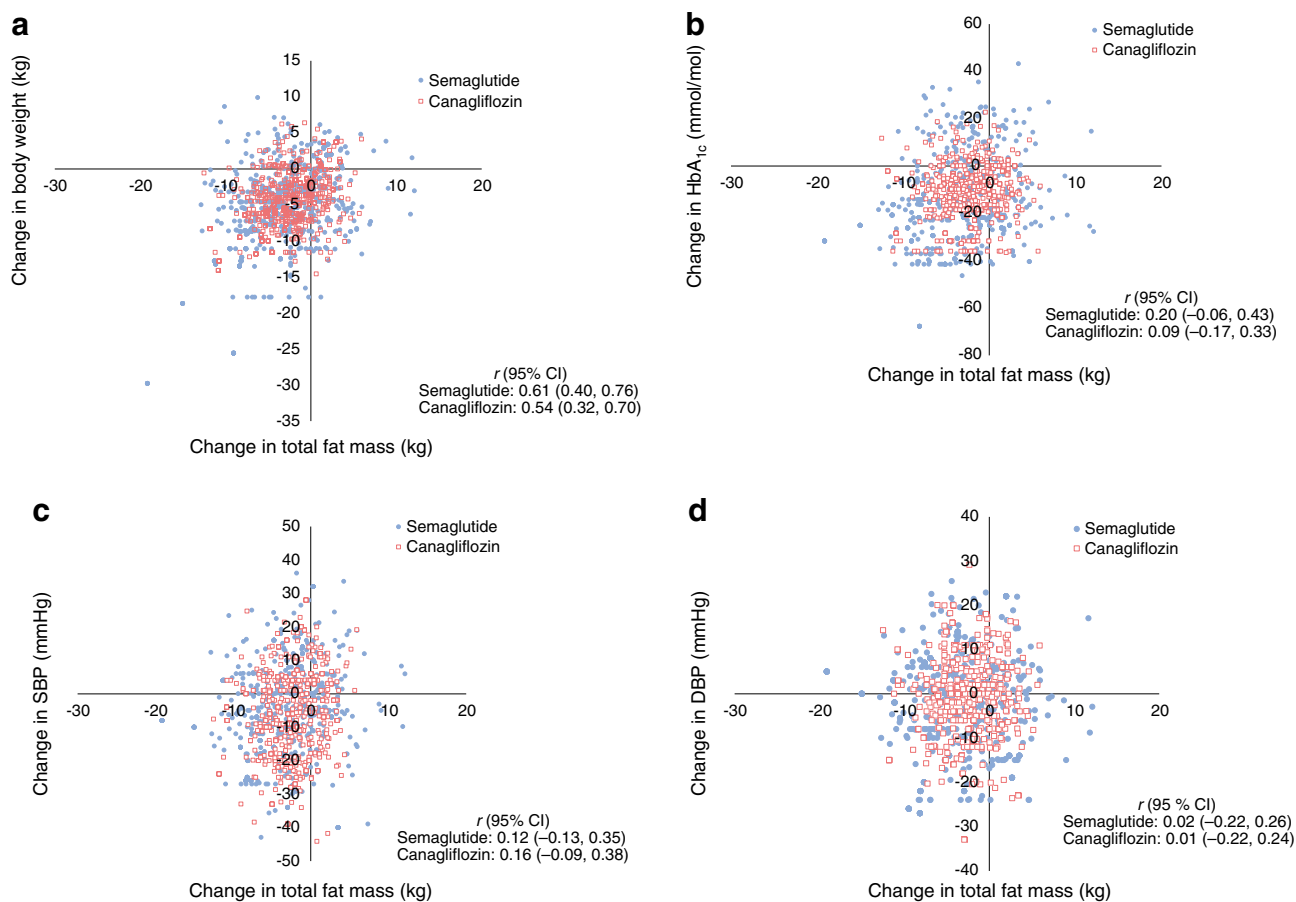 a
Change in body weight (kg)
15
10
5
0
-5
-10
-15
-20
-25
-30
-35
-30
-20
-10
0
10
20
Semaglutide
Canagliflozin
r (95% CI)
Semaglutide: 0.61 (0.40, 0.76)
Canagliflozin: 0.54 (0.32, 0.70)
Change in total fat mass (kg)
b
Change in HbA1c (mmol/mol)
60
40
20
0
-20
-40
-60
-80
-30
-20
-10
0
10
20
Semaglutide
Canagliflozin
r (95% CI)
Semaglutide: 0.20 (–0.06, 0.43)
Canagliflozin: 0.09 (–0.17, 0.33)
Change in total fat mass (kg)
c
Change in SBP (mmHg)
50
40
30
20
10
0
-10
-20
-30
-40
-50
-30
-20
-10
0
10
20
Semaglutide
Canagliflozin
r (95% CI)
Semaglutide: 0.12 (–0.13, 0.35)
Canagliflozin: 0.16 (–0.09, 0.38)
Change in total fat mass (kg)
d
Change in DBP (mmHg)
40
30
20
10
0
-10
-20
-30
-40
-30
-20
-10
0
10
20
Semaglutide
Canagliflozin
r (95 % CI)
Semaglutide: 0.02 (–0.22, 0.26)
Canagliflozin: 0.01 (–0.22, 0.24)
Change in total fat mass (kg)